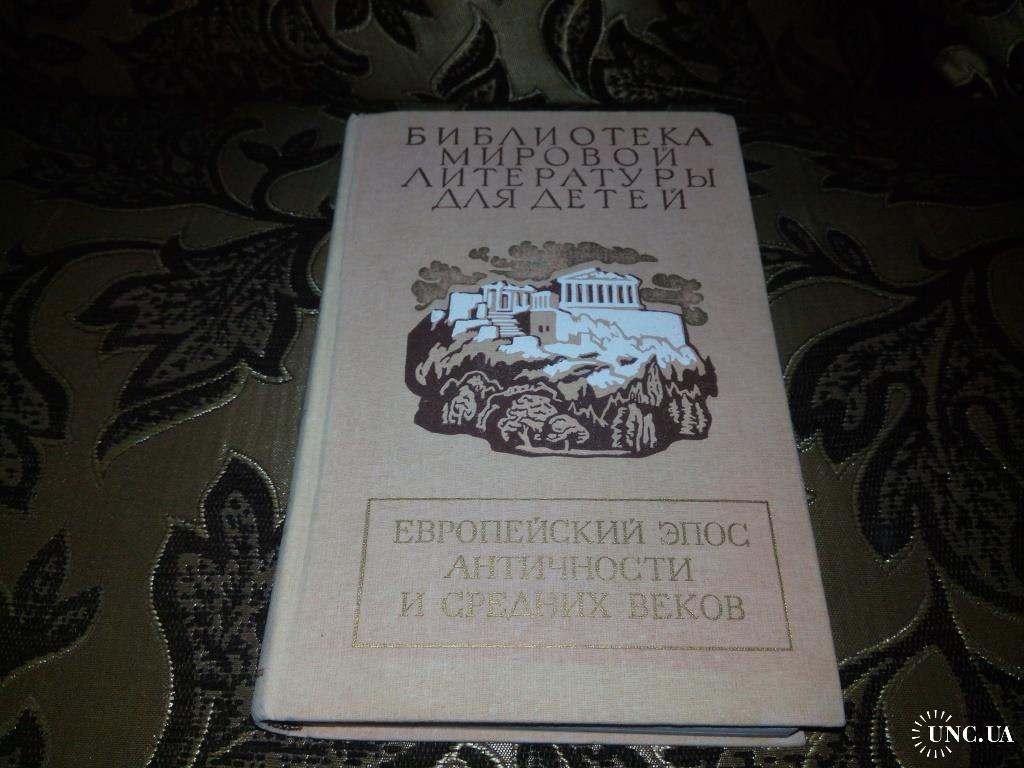 БИБЛИОТЕКА
МИРОВОЙ
ЛИТЕРАТУРЫ
ДЛЯ ДЕТЕЙ
ЕВРОПЕЙСКИЙ ЭПОС
АНТИЧНОСТИ
И СРЕДНИХ ВЕКОВ
UNC.UA